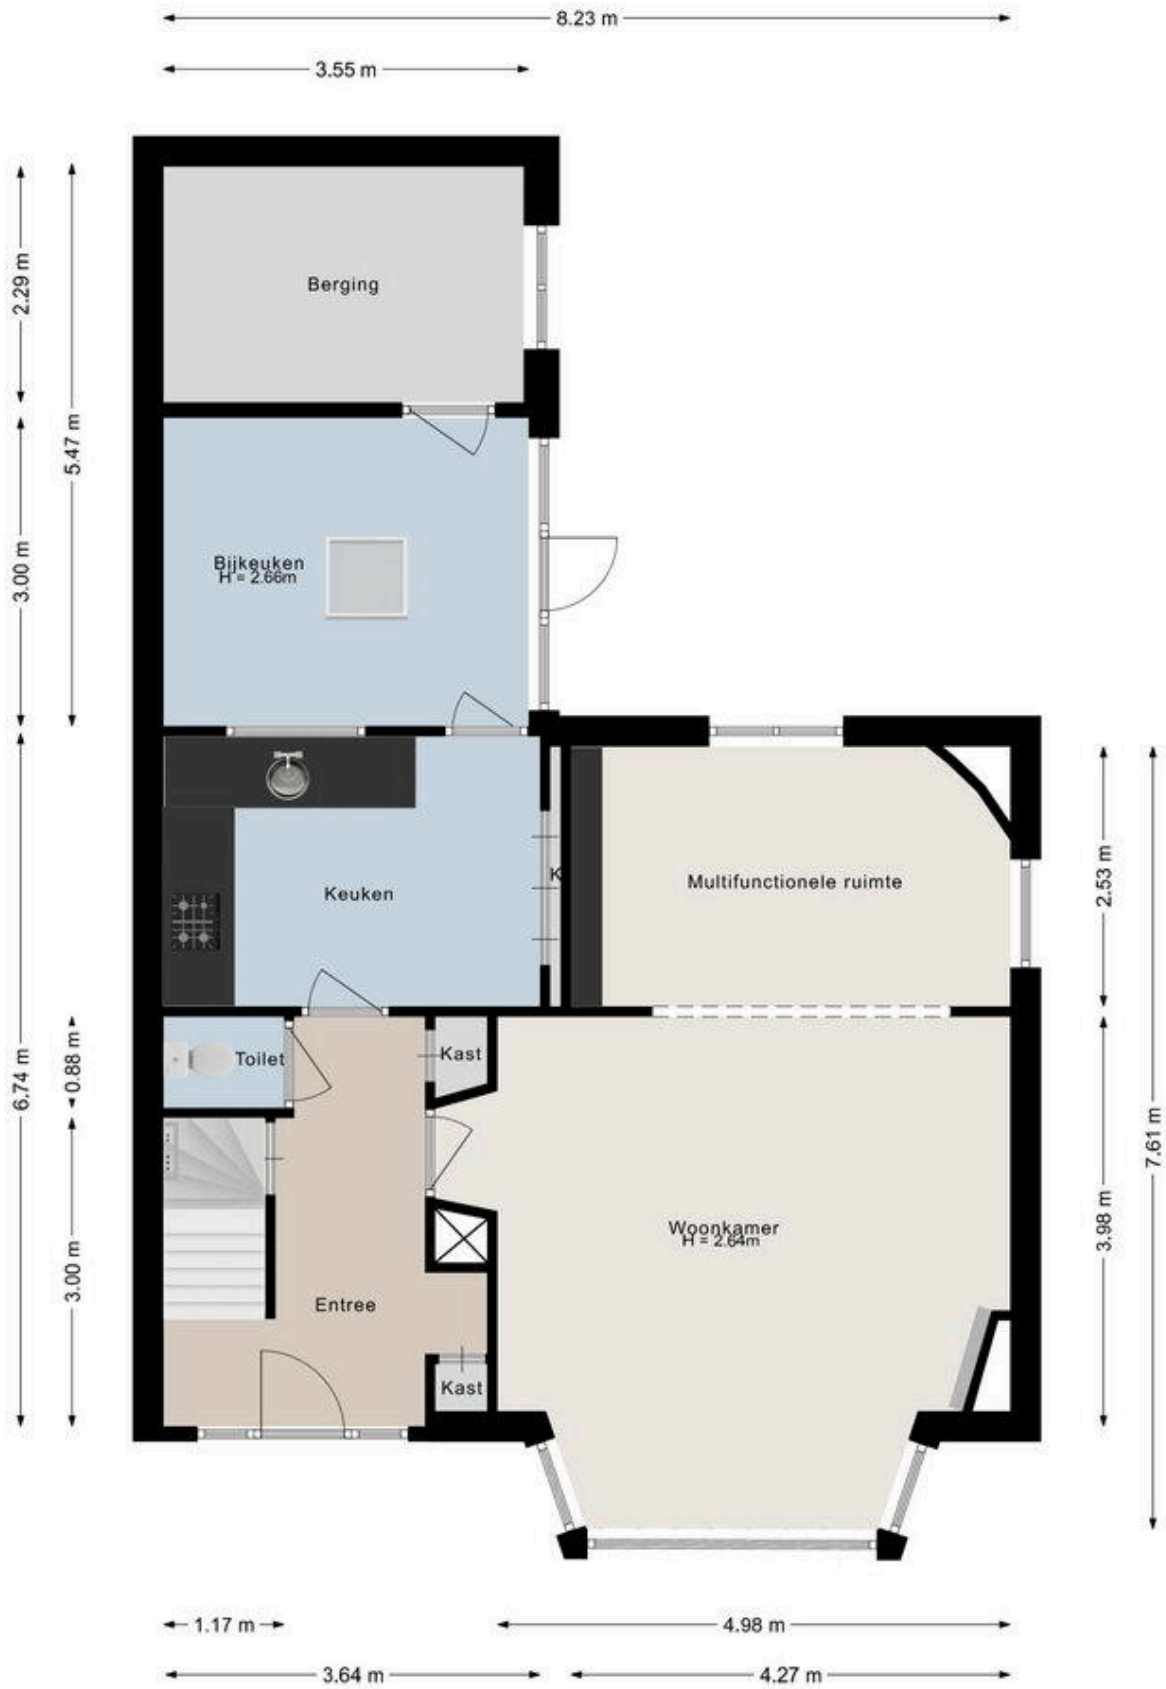 8.23 m
3.55 m
2.29 m
5.47 m
3.00 m
Berging
Bijkeuken
H = 2.66m
Keuken
K
Multifunctionele ruimte
2.53 m
6.74 m
0.88 m
Toilet
Kast
7.61 m
3.98 m
Woonkamer
H = 2.64m
3.00 m
Entree
Kast
1.17 m
4.98 m
3.64 m
4.27 m